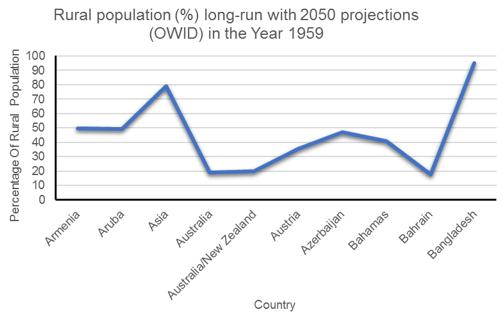 Rural population (%) long-run with 2050 projections
(OWID) in the Year 1959
Percentage Of Rural Population
100
90
80
70
60
50
40
30
20
10
0
Armenia
Aruba
Asia
Australia
Australia/New Zealand
Austria
Azerbaijan
Bahamas
Bahrain
Bangladesh
Country